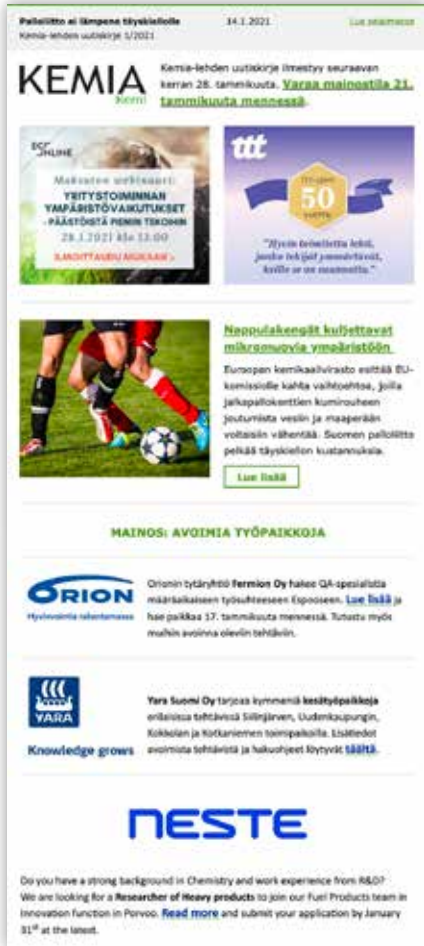 Palloliitto ei lämpene täyskiellolle
14.1.2021
Lue selaimessa
Kemia-lehden uutiskirje 1/2021
KEMIA
Kemi
Kemia-lehden uutiskirje ilmestyy seuraavan
kerran 28. tammikuuta. Varaa mainostila 21.
tammikuuta mennessä.
Maksuton webinaari:
YRITYSTOIMINNAN
YMPÄRISTÖVAIKUTUKSET
- PÄÄSTÖISTÄ PIENIIN TEKOIHIN
28.1.2021 klo 13.00
ILMOITTAUDU MUKAAN >
ttt
50
"Hyvin toimitettu lehti,
jonka tekijät ymmärtävät,
keille se on suunnattu."
Nappulakengät kuljettavat
mikromuovia ympäristöön
Euroopan kemikaalivirasto esittää EU-
komissiolle kahta vaihtoehtoa, joilla
jalkapallokenttien kumirouheen
joutumista vesiin ja maaperään
voitaisiin vähentää. Suomen palloliitto
pelkää täyskiellon kustannuksia.
Lue lisää
MAINOS: AVOIMIA TYÖPAIKKOJA
ORION
Hyvinvointia rakentamassa
Orionin tytäryhtiö Fermion Oy hakee QA-spesialistia
määräaikaiseen työsuhteeseen Espooseen. Lue lisää ja
hae paikkaa 17. tammikuuta mennessä. Tutustu myös
muihin avoinna oleviin tehtäviin.
YARA
Knowledge grows
Yara Suomi Oy tarjoaa kymmeniä kesätyöpaikkoja
erilaisissa tehtävissä Siilinjärven, Uudenkaupungin,
Kokkolan ja Kotkaniemen toimipaikoilla. Lisätiedot
avoimista tehtävistä ja hakuohjeet löytyvät täältä.
NESTE
Do you have a strong background in Chemistry and work experience from R&D?
We are looking for a Researcher of Heavy products to join our Fuel Products team in
Innovation function in Porvoo. Read more and submit your application by January
31st at the latest.